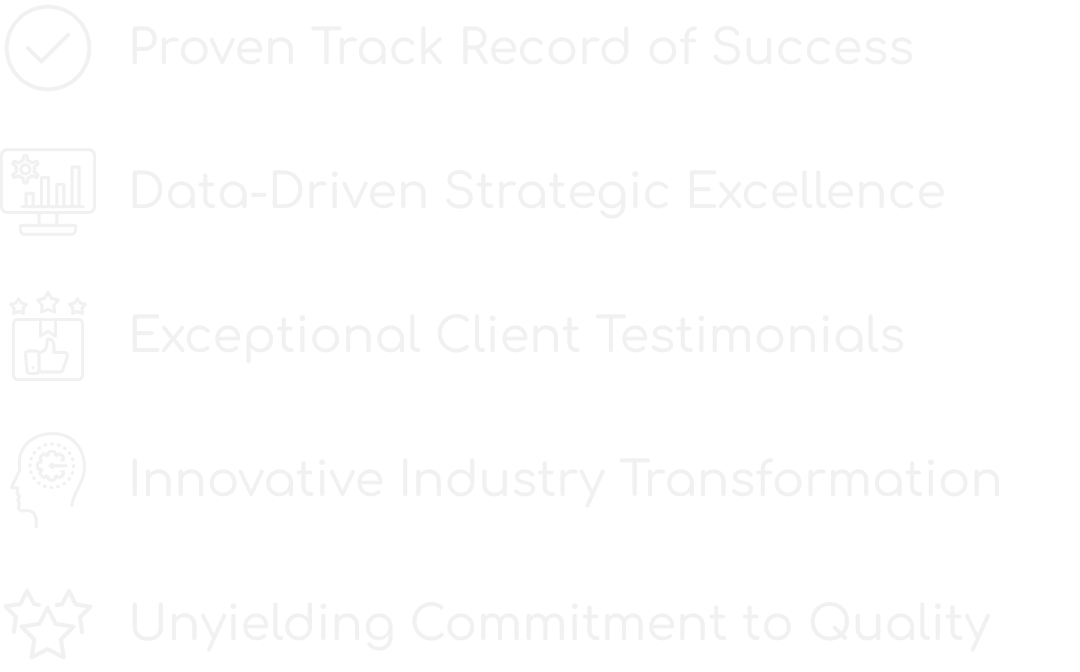 Proven Track Record of Success
Data-Driven Strategic Excellence
Exceptional Client Testimonials
Innovative Industry Transformation
Unyielding Commitment to Quality